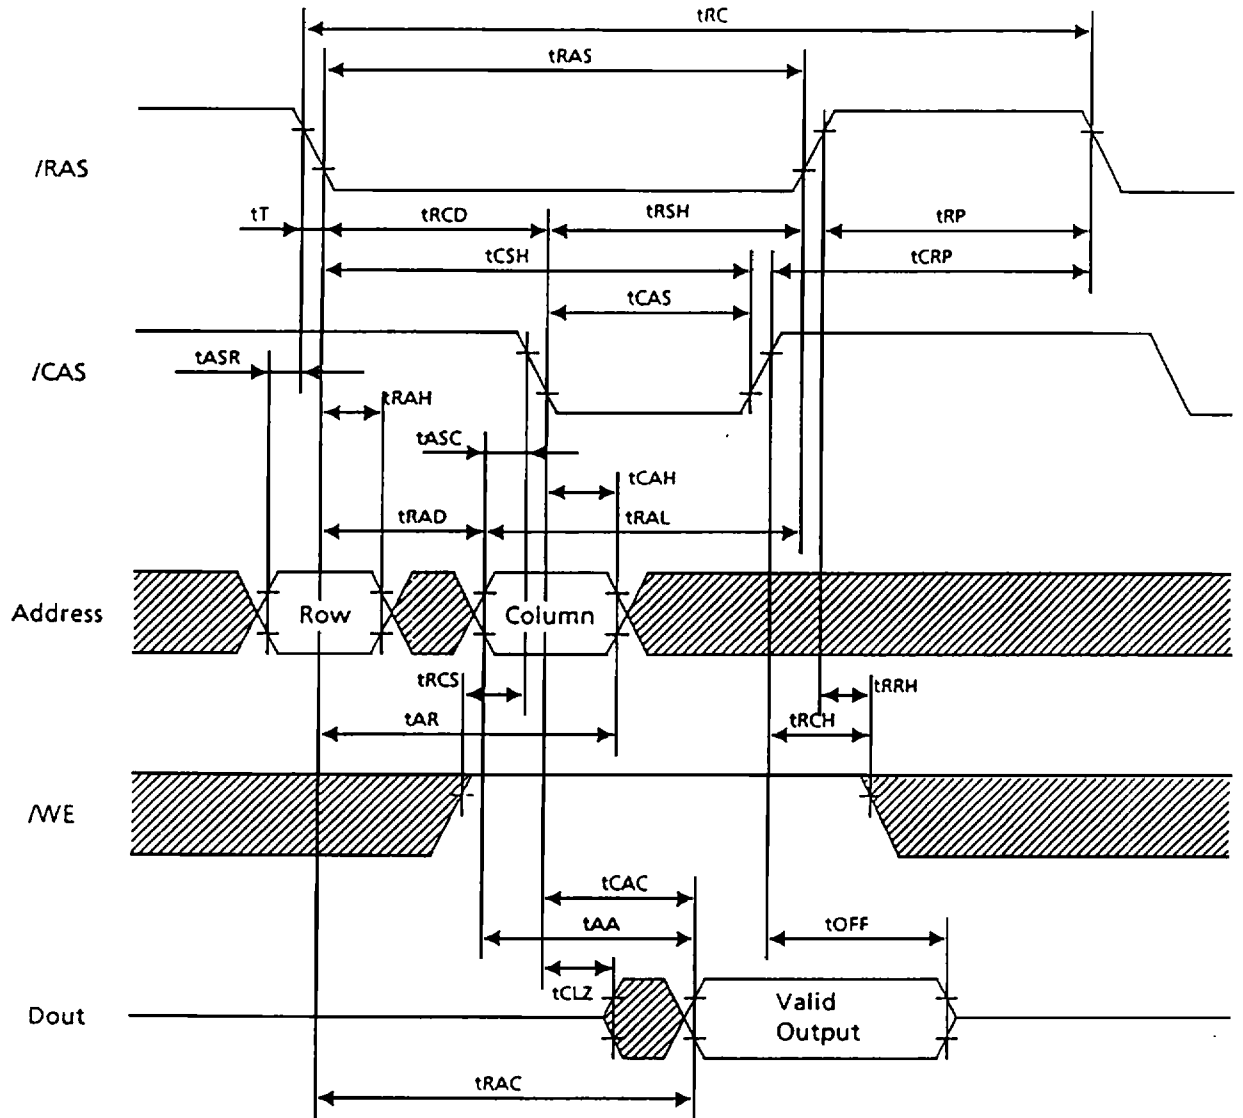 tRC
tRAS
/RAS
tT
tRCD
tRSH
tRP
tCSH
tCRP
tCAS
/CAS
tASR
tRAH
tASC
tCAH
tRAD
tRAL
Address
Row
Column
tRCS
tRRH
tAR
tRCH
/WE
tCAC
tAA
tOFF
tCLZ
Dout
Valid
Output
tRAC